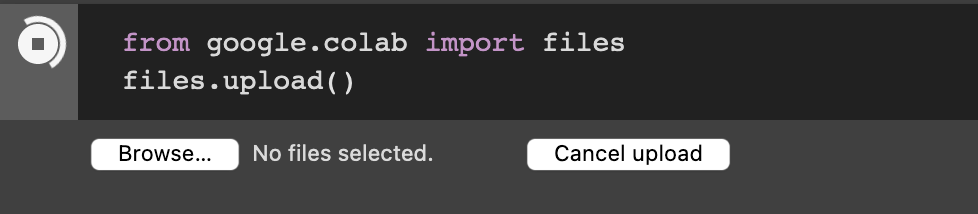 from google.colab import files
files.upload()
Browse... No files selected. Cancel upload